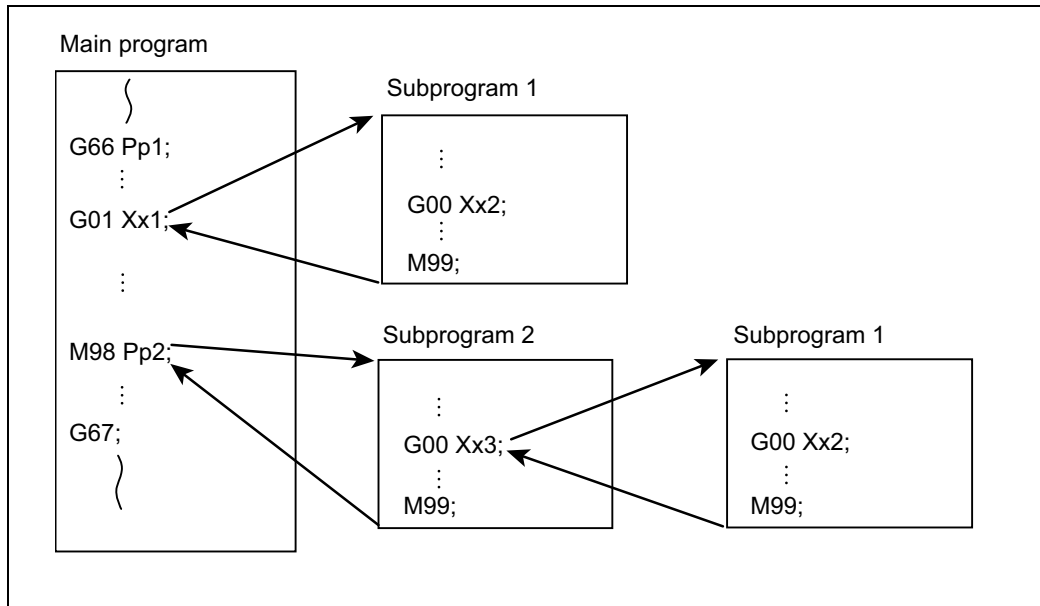 Main program
G66 Pp1;
⋮
G01 Xx1;
⋮
M98 Pp2;
⋮
G67;
Subprogram 1
⋮
G00 Xx2;
⋮
M99;
Subprogram 2
⋮
G00 Xx3;
⋮
M99;
Subprogram 1
⋮
G00 Xx2;
⋮
M99;